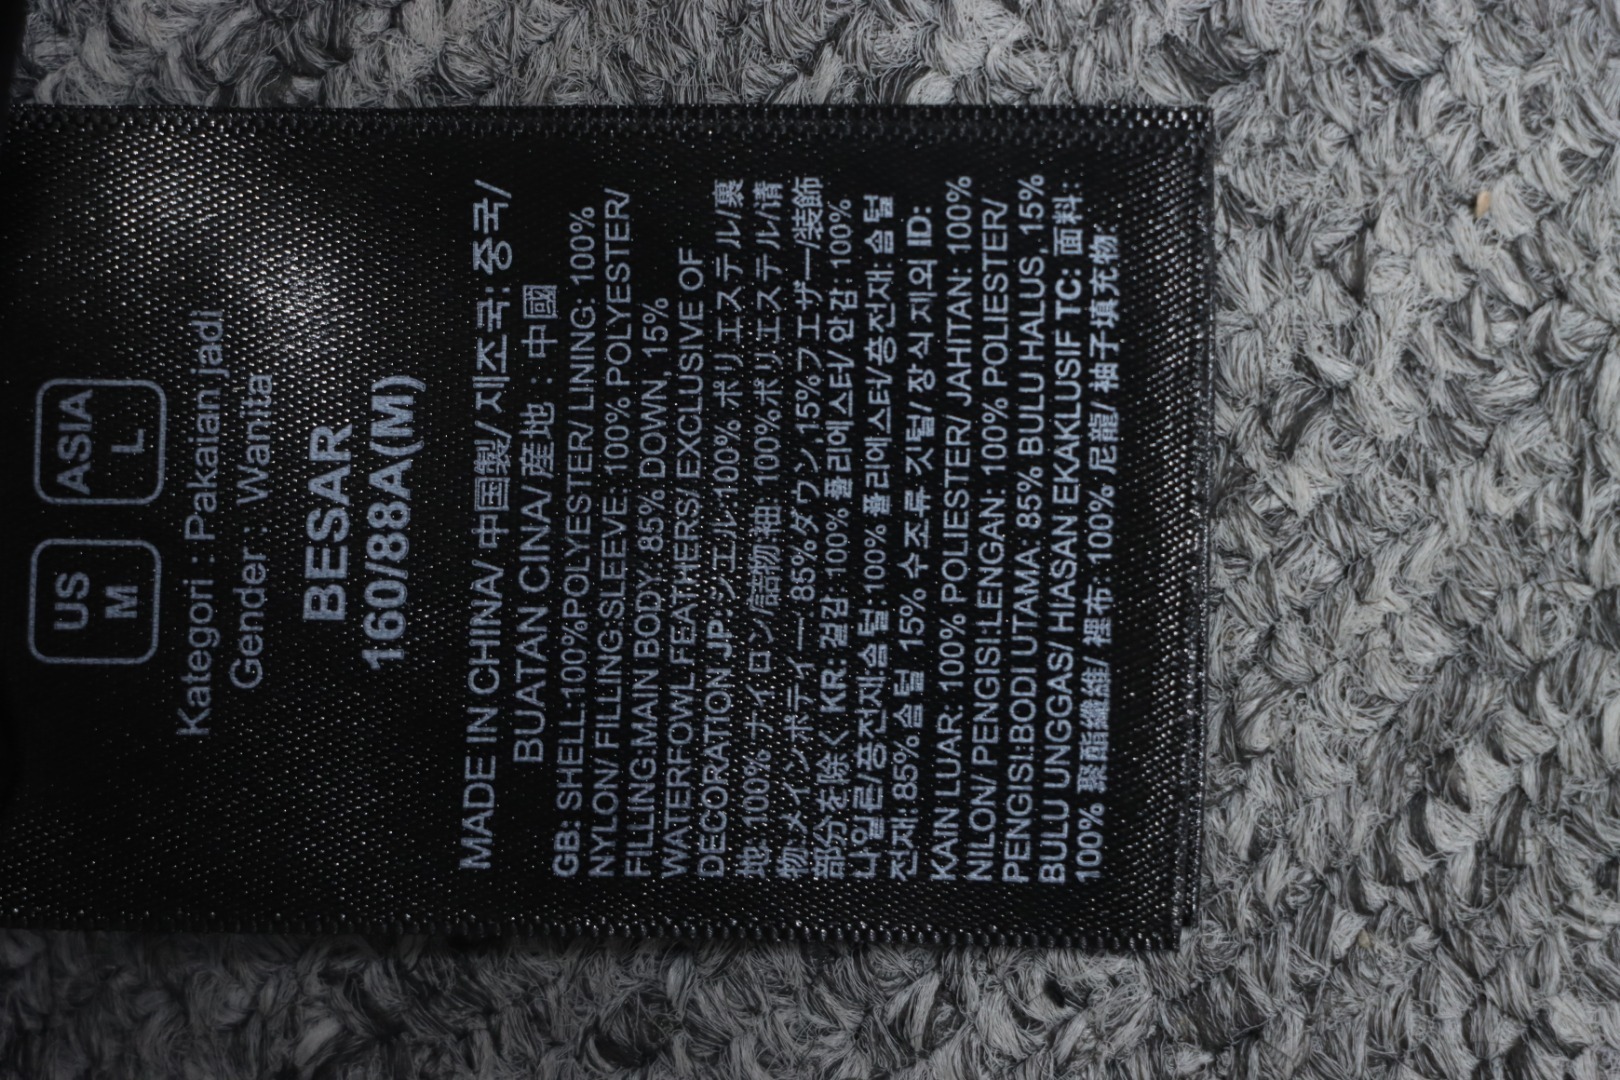 US
M
ASIA
L
Kategori : Pakaian jadi
Gender : Wanita
BESAR
160/88A(M)
MADE IN CHINA/ 中国製/ 제조국: 중국/
BUATAN CINA/ 産地 : 中國
GB: SHELL:100%POLYESTER/ LINING: 100%
NYLON/ FILLING:SLEEVE: 100% POLYESTER/
FILLING:MAIN BODY: 85% DOWN, 15%
WATERFOWL FEATHERS/ EXCLUSIVE OF
DECORATION JP:シエル:100% ポリエステル/裏
地: 100% ナイロン/詰物袖: 100%ポリエステル/詰
物:メインボディー: 85%ダウン,15%フエザー/装飾
部分を除く KR: 겉감: 100% 폴리에스터/ 안감: 100%
나일론/충전재:솜털 100% 폴리에스터/충전재 솜털
전재: 85% 솜털 15% 수조류 깃털/ 장식 제외 ID:
KAIN LUAR: 100% POLIESTER/ JAHITAN: 100%
NILON/ PENGISI:LENGAN: 100% POLIESTER/
PENGISI:BODI UTAMA: 85% BULU HALUS, 15%
BULU UNGGAS/ HIASAN EKAKLUSIF TC: 面料:
100% 聚酯纖維/ 裡布: 100% 尼龍/ 袖子填充物: